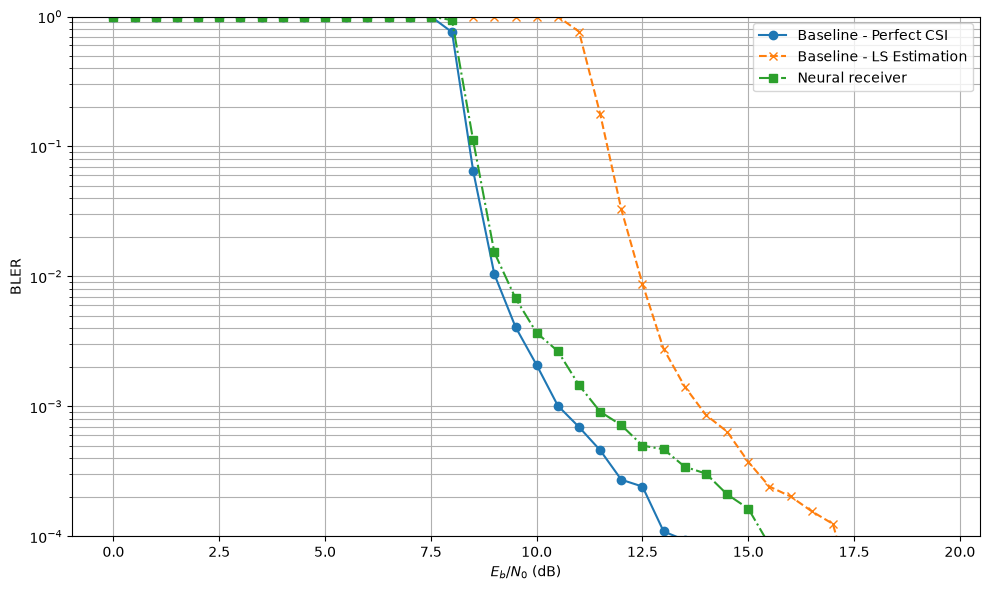 10⁰
10⁻¹
10⁻²
10⁻³
10⁻⁴
BLER
Baseline - Perfect CSI
Baseline - LS Estimation
Neural receiver
0.0 2.5 5.0 7.5 10.0 12.5 15.0 17.5 20.0
E_b/N_0 (dB)